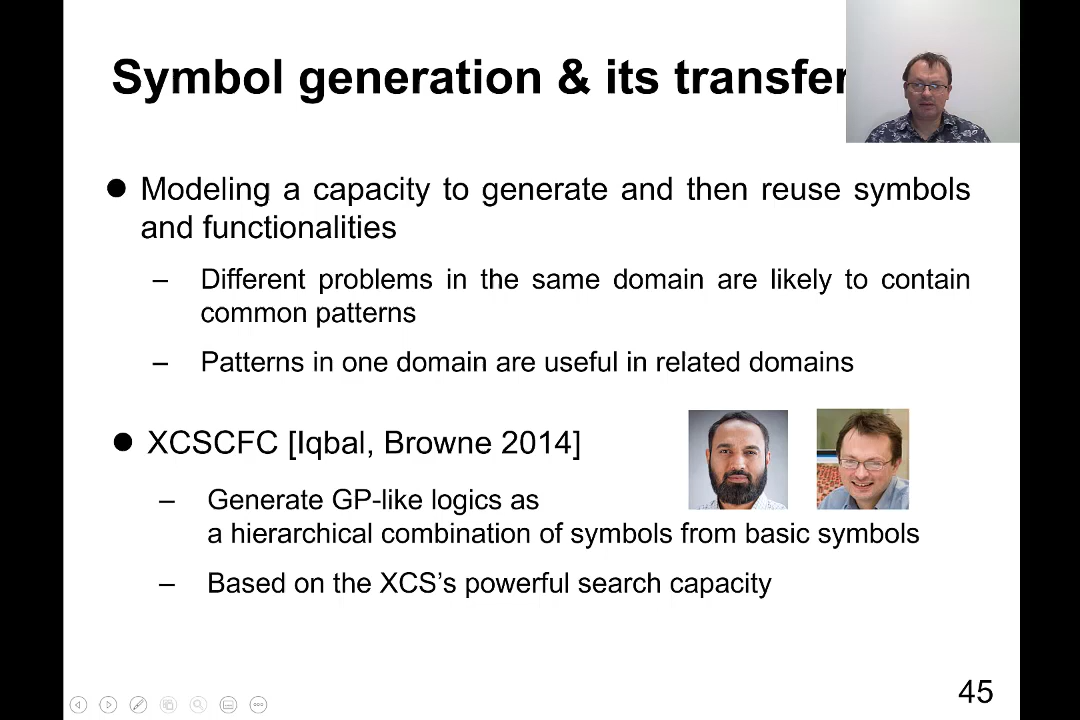 Symbol generation & its transfer
● Modeling a capacity to generate and then reuse symbols
and functionalities
– Different problems in the same domain are likely to contain
common patterns
– Patterns in one domain are useful in related domains
● XCSCFC [Iqbal, Browne 2014]
– Generate GP-like logics as
a hierarchical combination of symbols from basic symbols
– Based on the XCS’s powerful search capacity
45